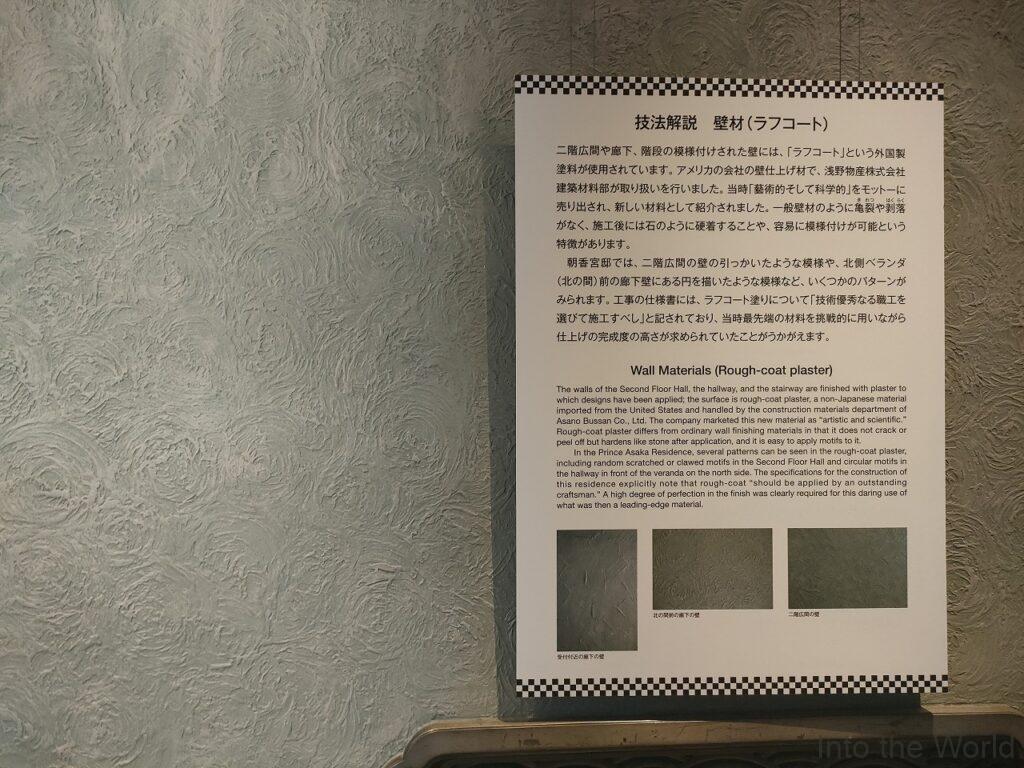 技法解説　壁材（ラフコート）
二階広間や廊下、階段の模様付けされた壁には、「ラフコート」という外国製
塗料が使用されています。アメリカの会社の壁仕上げ材で、浅野物産株式会社
建築材料部が取り扱いを行いました。当時「藝術的そして科学的」をモットーに
売り出され、新しい材料として紹介されました。一般壁材のように亀裂や剥落
がなく、施工後には石のように硬着することや、容易に模様付けが可能という
特徴があります。
　朝香宮邸では、二階広間の壁の引っかいたような模様や、北側ベランダ
（北の間）前の廊下壁にある円を描いたような模様など、いくつかのパターンが
みられます。工事の仕様書には、ラフコート塗りについて「技術優秀なる職工を
選びて施工すべし」と記されており、当時最先端の材料を挑戦的に用いながら
仕上げの完成度の高さが求められていたことがうかがえます。
Wall Materials (Rough-coat plaster)
The walls of the Second Floor Hall, the hallway, and the stairway are finished with plaster to
which designs have been applied; the surface is rough-coat plaster, a non-Japanese material
imported from the United States and handled by the construction materials department of
Asano Bussan Co., Ltd. The company marketed this new material as “artistic and scientific.”
Rough-coat plaster differs from ordinary wall finishing materials in that it does not crack or
peel off but hardens like stone after application, and it is easy to apply motifs to it.
In the Prince Asaka Residence, several patterns can be seen in the rough-coat plaster,
including random scratched or clawed motifs in the Second Floor Hall and circular motifs in
the hallway in front of the veranda on the north side. The specifications for the construction of
this residence explicitly note that rough-coat “should be applied by an outstanding
craftsman.” A high degree of perfection in the finish was clearly required for this daring use of
what was then a leading-edge material.
北の間前の廊下の壁
二階広間の壁
受付付近の廊下の壁
Into the World